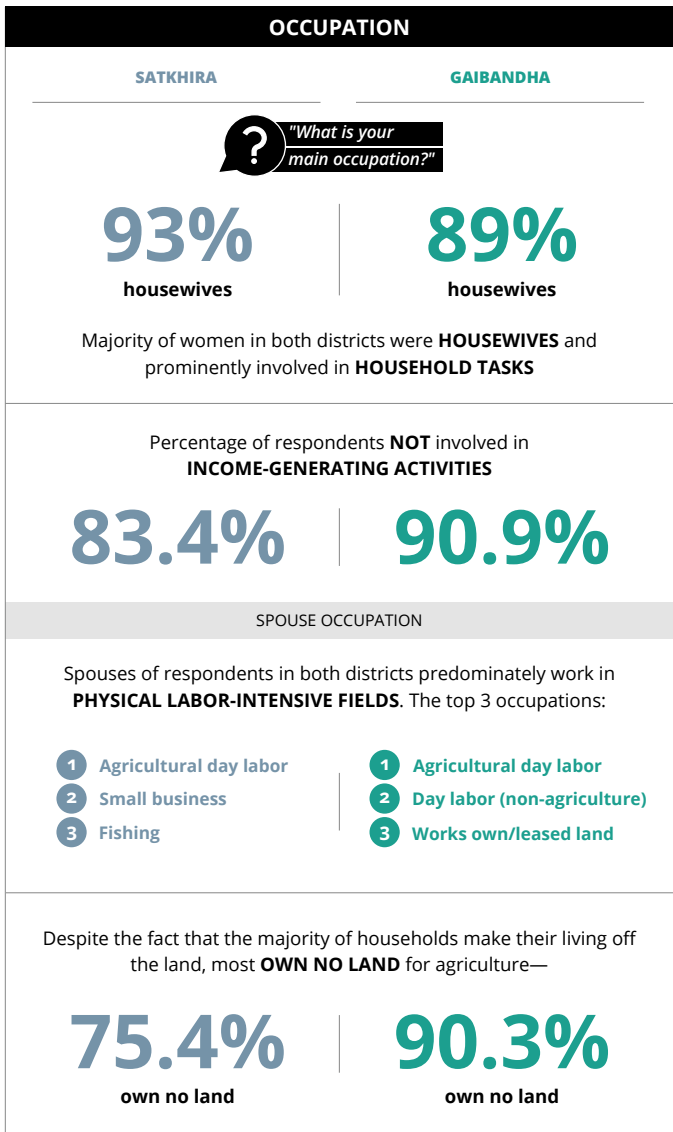 OCCUPATION
SATKHIRA
GAIBANDHA
?
"What is your
main occupation?"
93%
housewives
89%
housewives
Majority of women in both districts were HOUSEWIVES and
prominently involved in HOUSEHOLD TASKS
Percentage of respondents NOT involved in
INCOME-GENERATING ACTIVITIES
83.4%
90.9%
SPOUSE OCCUPATION
Spouses of respondents in both districts predominately work in
PHYSICAL LABOR-INTENSIVE FIELDS. The top 3 occupations:
1 Agricultural day labor
2 Small business
3 Fishing
1 Agricultural day labor
2 Day labor (non-agriculture)
3 Works own/leased land
Despite the fact that the majority of households make their living off
the land, most OWN NO LAND for agriculture—
75.4%
own no land
90.3%
own no land